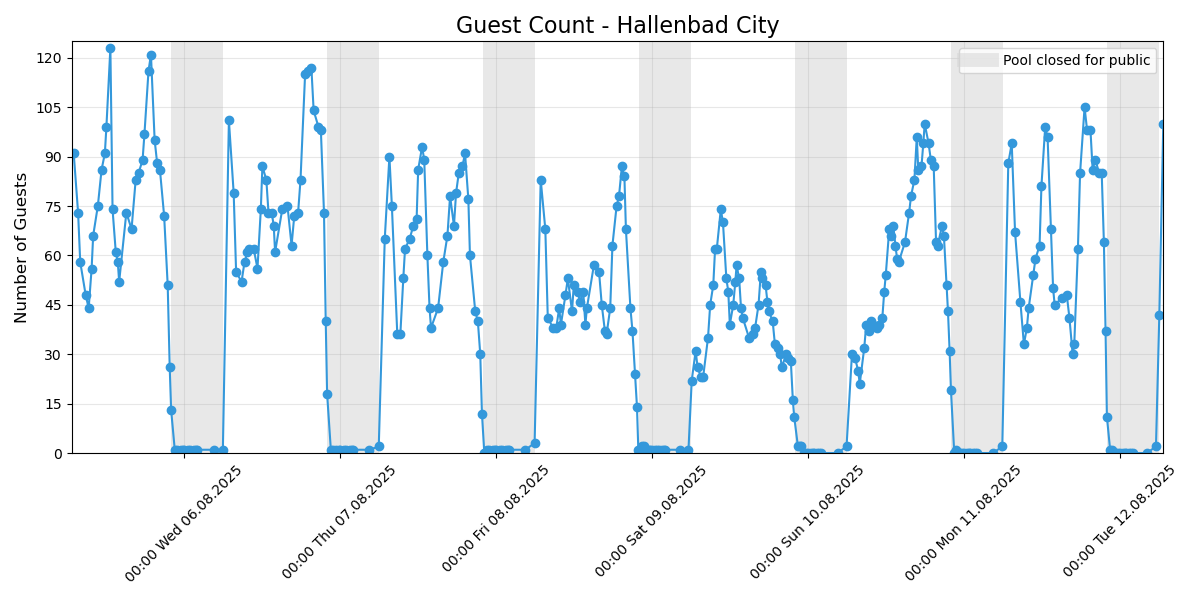 Guest Count - Hallenbad City
Pool closed for public
Number of Guests
120
105
90
75
60
45
30
15
0
00:00 Wed 06.08.2025
00:00 Thu 07.08.2025
00:00 Fri 08.08.2025
00:00 Sat 09.08.2025
00:00 Sun 10.08.2025
00:00 Mon 11.08.2025
00:00 Tue 12.08.2025